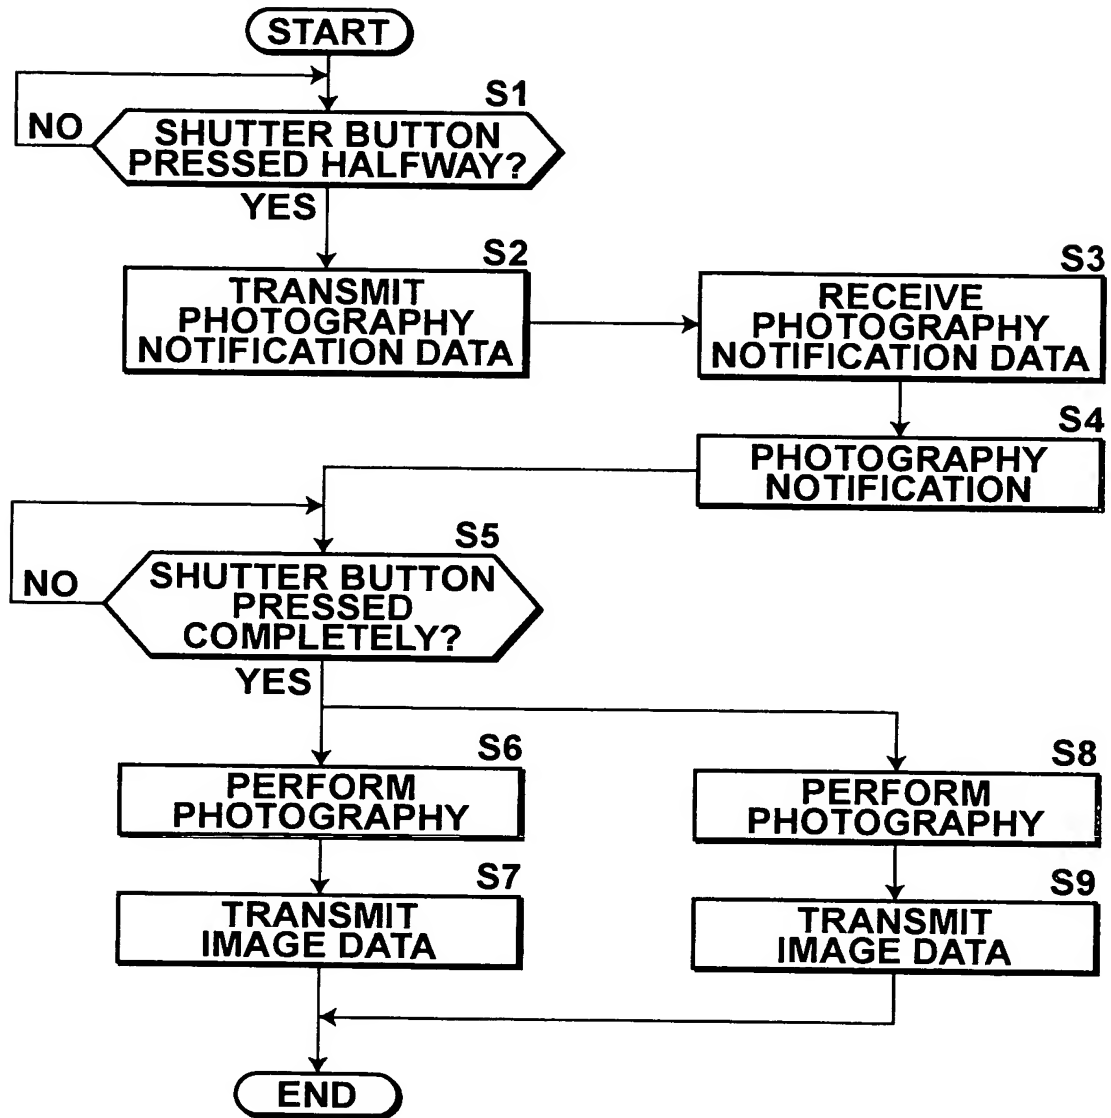 START
S1
NO
SHUTTER BUTTON
PRESSED HALFWAY?
YES
S2
TRANSMIT
PHOTOGRAPHY
NOTIFICATION DATA
S3
RECEIVE
PHOTOGRAPHY
NOTIFICATION DATA
S4
PHOTOGRAPHY
NOTIFICATION
S5
NO
SHUTTER BUTTON
PRESSED
COMPLETELY?
YES
S6
PERFORM
PHOTOGRAPHY
S8
PERFORM
PHOTOGRAPHY
S7
TRANSMIT
IMAGE DATA
S9
TRANSMIT
IMAGE DATA
END